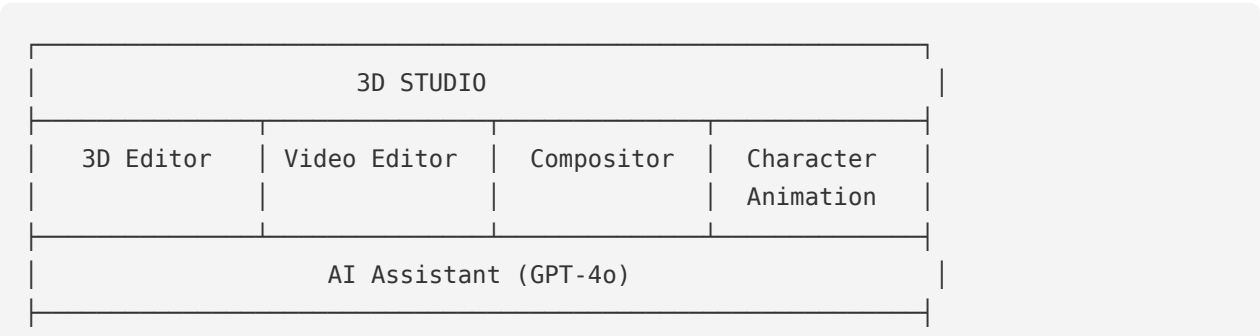 3D STUDIO
3D Editor Video Editor Compositor Character
Animation
AI Assistant (GPT-4o)